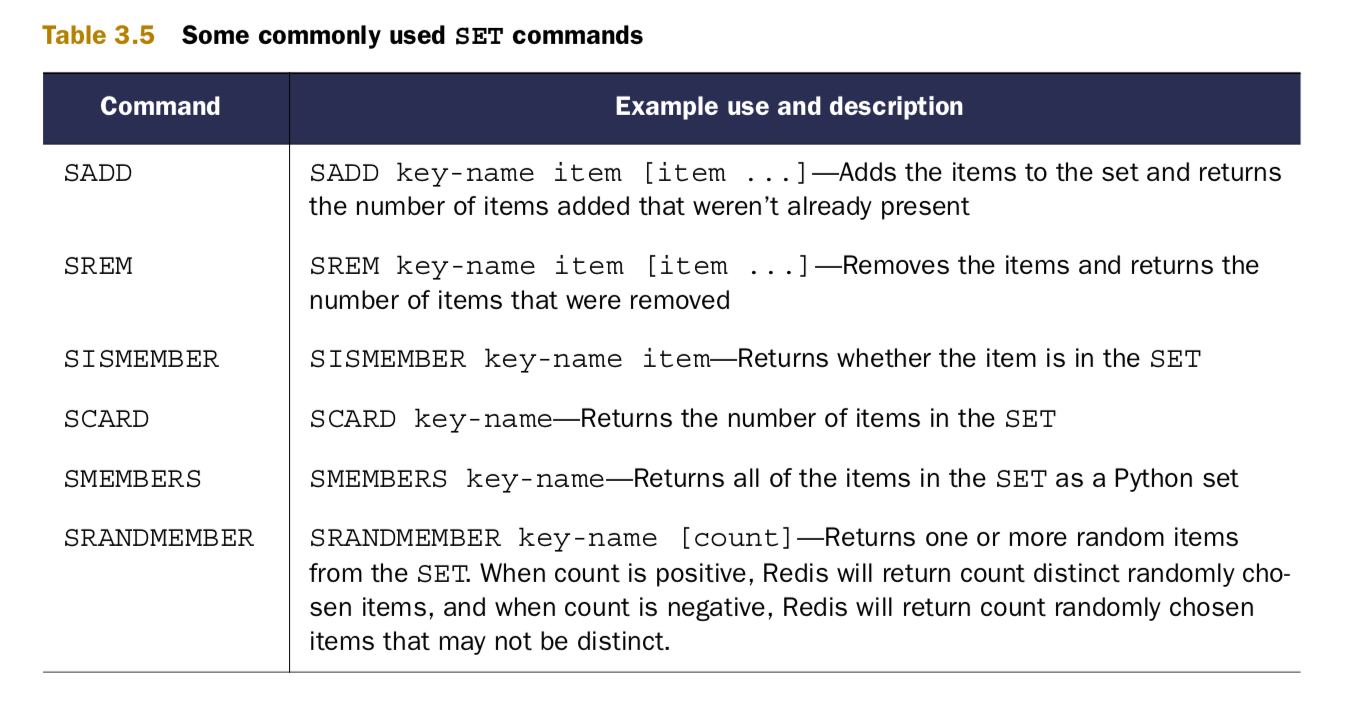 Table 3.5 Some commonly used SET commands
Command Example use and description
SADD SADD key-name item [item ...]—Adds the items to the set and returns
the number of items added that weren't already present
SREM SREM key-name item [item ...]—Removes the items and returns the
number of items that were removed
SISMEMBER SISMEMBER key-name item—Returns whether the item is in the SET
SCARD SCARD key-name—Returns the number of items in the SET
SMEMBERS SMEMBERS key-name—Returns all of the items in the SET as a Python set
SRANDMEMBER SRANDMEMBER key-name [count]—Returns one or more random items
from the SET. When count is positive, Redis will return count distinct randomly cho-
sen items, and when count is negative, Redis will return count randomly chosen
items that may not be distinct.